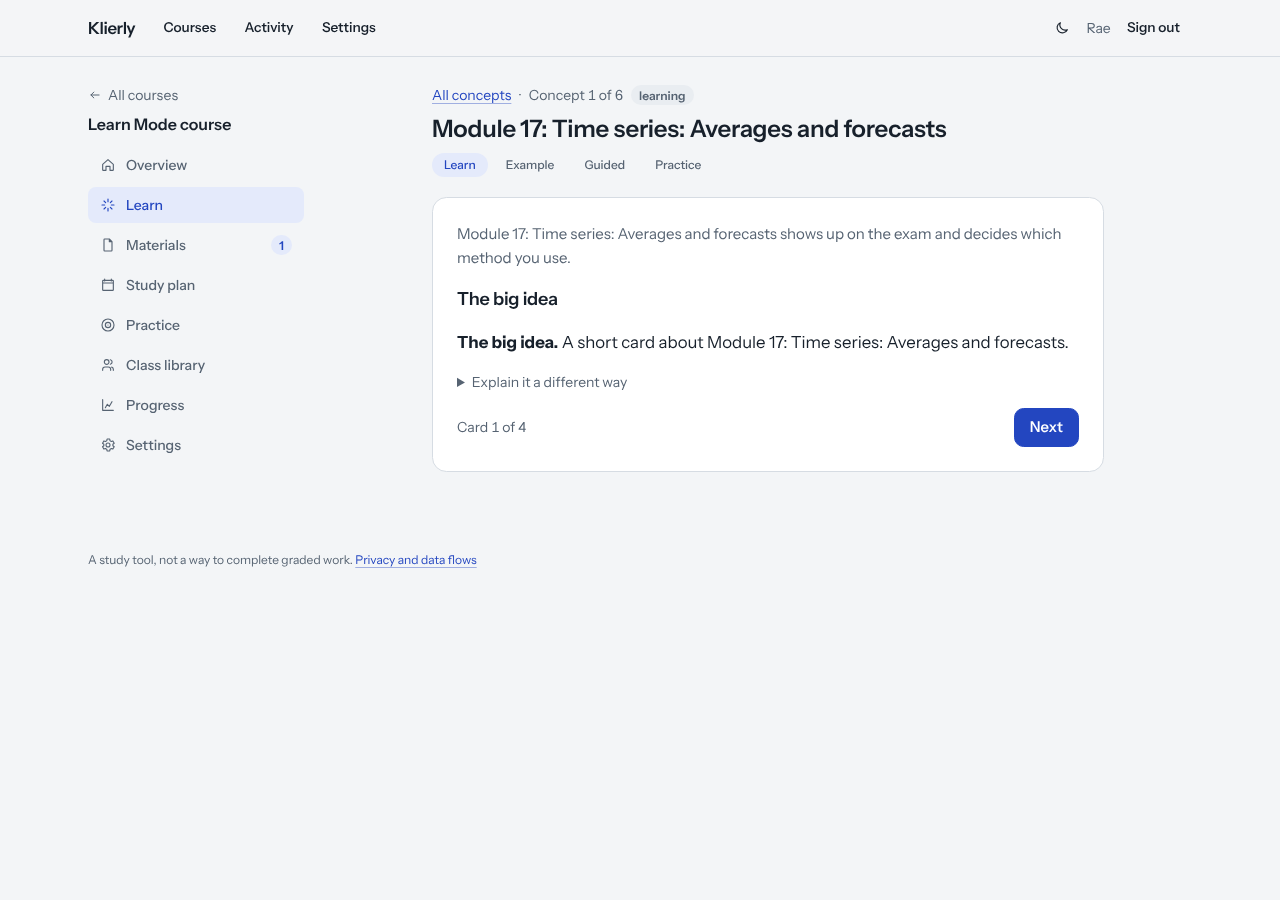 Klierly
Courses
Activity
Settings
Rae
Sign out
← All courses
Learn Mode course
Overview
Learn
Materials
1
Study plan
Practice
Class library
Progress
Settings
All concepts · Concept 1 of 6 learning
Module 17: Time series: Averages and forecasts
Learn
Example
Guided
Practice
Module 17: Time series: Averages and forecasts shows up on the exam and decides which
method you use.
The big idea
The big idea. A short card about Module 17: Time series: Averages and forecasts.
Explain it a different way
Card 1 of 4
Next
A study tool, not a way to complete graded work. Privacy and data flows